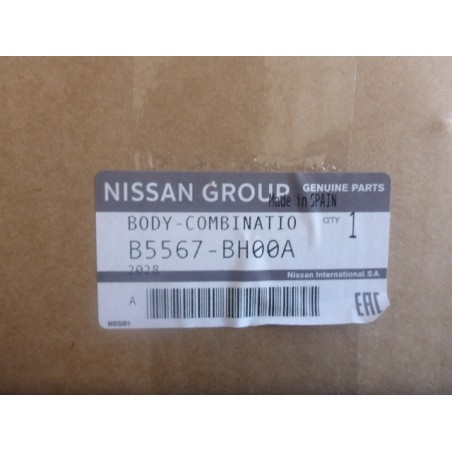 NISSAN GROUP GENUINE PARTS
Made in SPAIN
BODY-COMBINATIO QTY 1
B5567-BH00A
2028
Nissan International S.A.
A
EAC